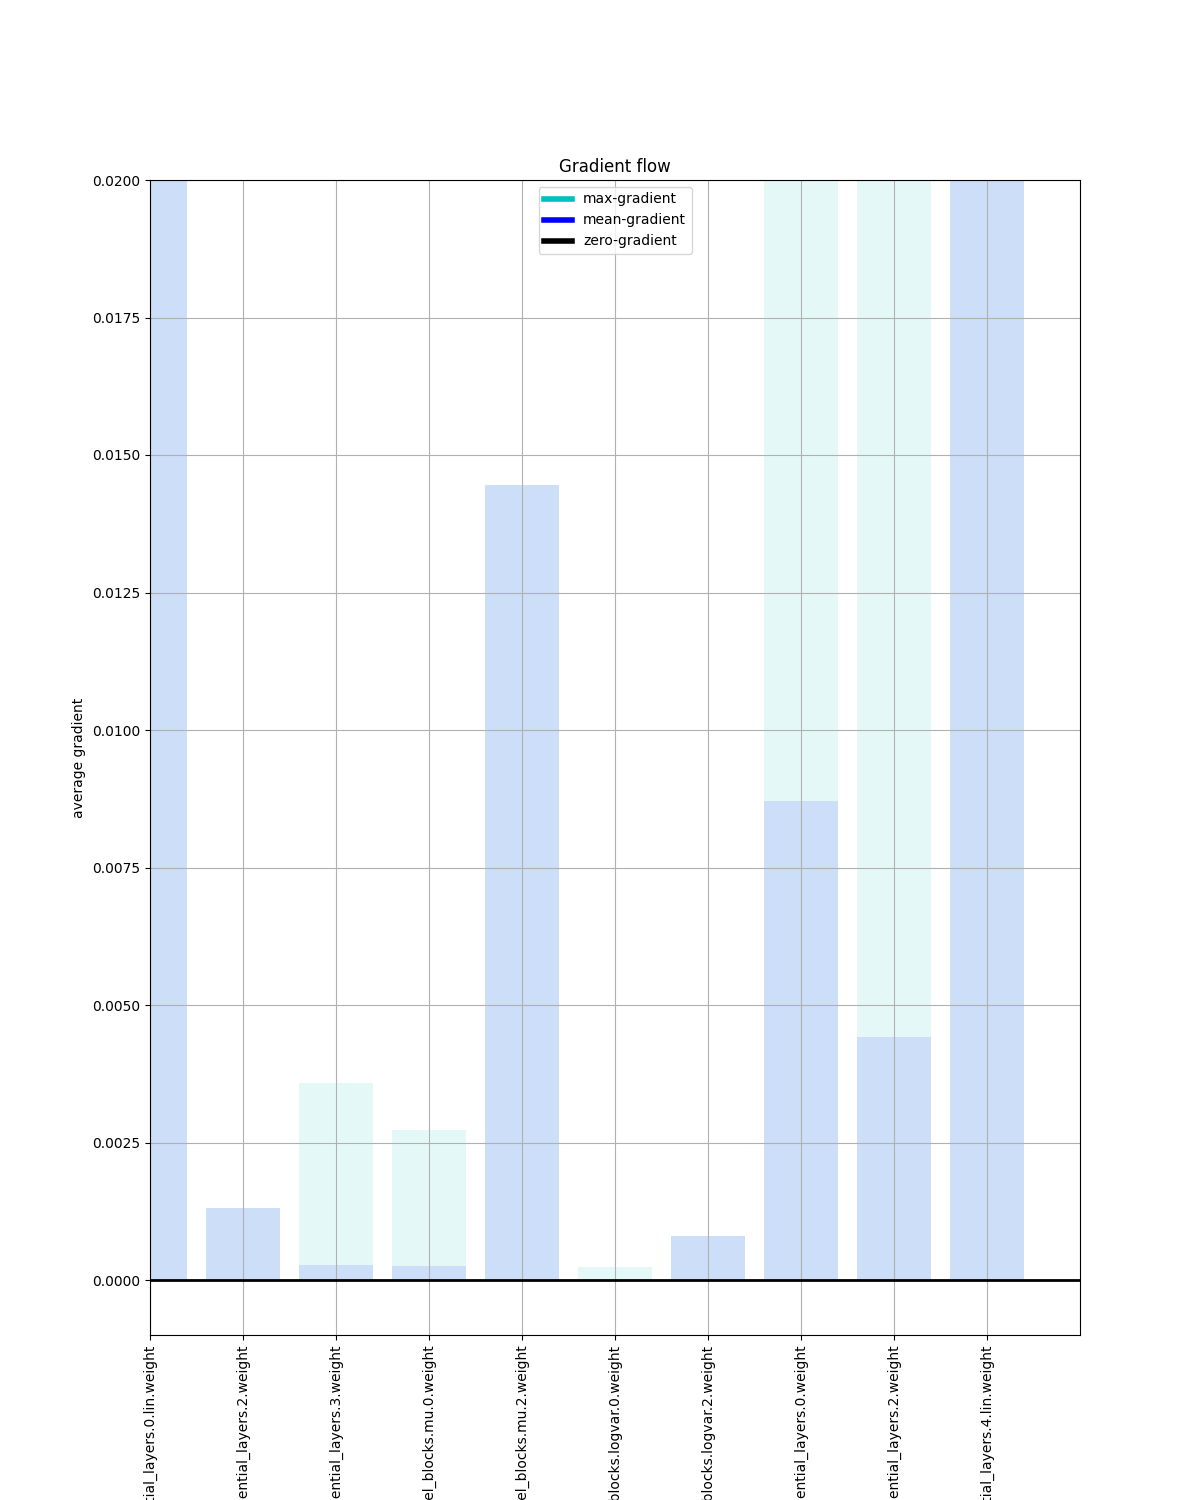 Gradient flow
max-gradient
mean-gradient
zero-gradient
average gradient
0.0200
0.0175
0.0150
0.0125
0.0100
0.0075
0.0050
0.0025
0.0000
tial_layers.0.lin.weight
ential_layers.2.weight
ential_layers.3.weight
el_blocks.mu.0.weight
el_blocks.mu.2.weight
blocks.logvar.0.weight
blocks.logvar.2.weight
ential_layers.0.weight
ential_layers.2.weight
tial_layers.4.lin.weight